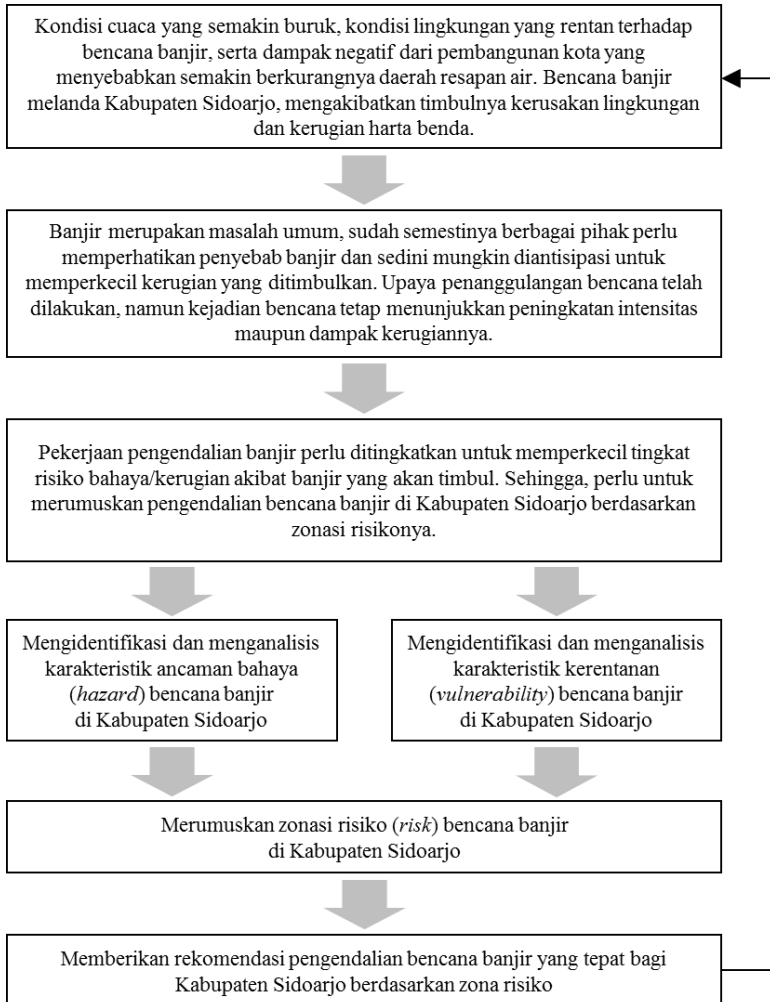 Kondisi cuaca yang semakin buruk, kondisi lingkungan yang rentan terhadap
bencana banjir, serta dampak negatif dari pembangunan kota yang
menyebabkan semakin berkurangnya daerah resapan air. Bencana banjir
melanda Kabupaten Sidoarjo, mengakibatkan timbulnya kerusakan lingkungan
dan kerugian harta benda.
Banjir merupakan masalah umum, sudah semestinya berbagai pihak perlu
memperhatikan penyebab banjir dan sedini mungkin diantisipasi untuk
memperkecil kerugian yang ditimbulkan. Upaya penanggulangan bencana telah
dilakukan, namun kejadian bencana tetap menunjukkan peningkatan intensitas
maupun dampak kerugiannya.
Pekerjaan pengendalian banjir perlu ditingkatkan untuk memperkecil tingkat
risiko bahaya/kerugian akibat banjir yang akan timbul. Sehingga, perlu untuk
merumuskan pengendalian bencana banjir di Kabupaten Sidoarjo berdasarkan
zonasi risikonya.
Mengidentifikasi dan menganalisis
karakteristik ancaman bahaya
(hazard) bencana banjir
di Kabupaten Sidoarjo
Mengidentifikasi dan menganalisis
karakteristik kerentanan
(vulnerability) bencana banjir
di Kabupaten Sidoarjo
Merumuskan zonasi risiko (risk) bencana banjir
di Kabupaten Sidoarjo
Memberikan rekomendasi pengendalian bencana banjir yang tepat bagi
Kabupaten Sidoarjo berdasarkan zona risiko